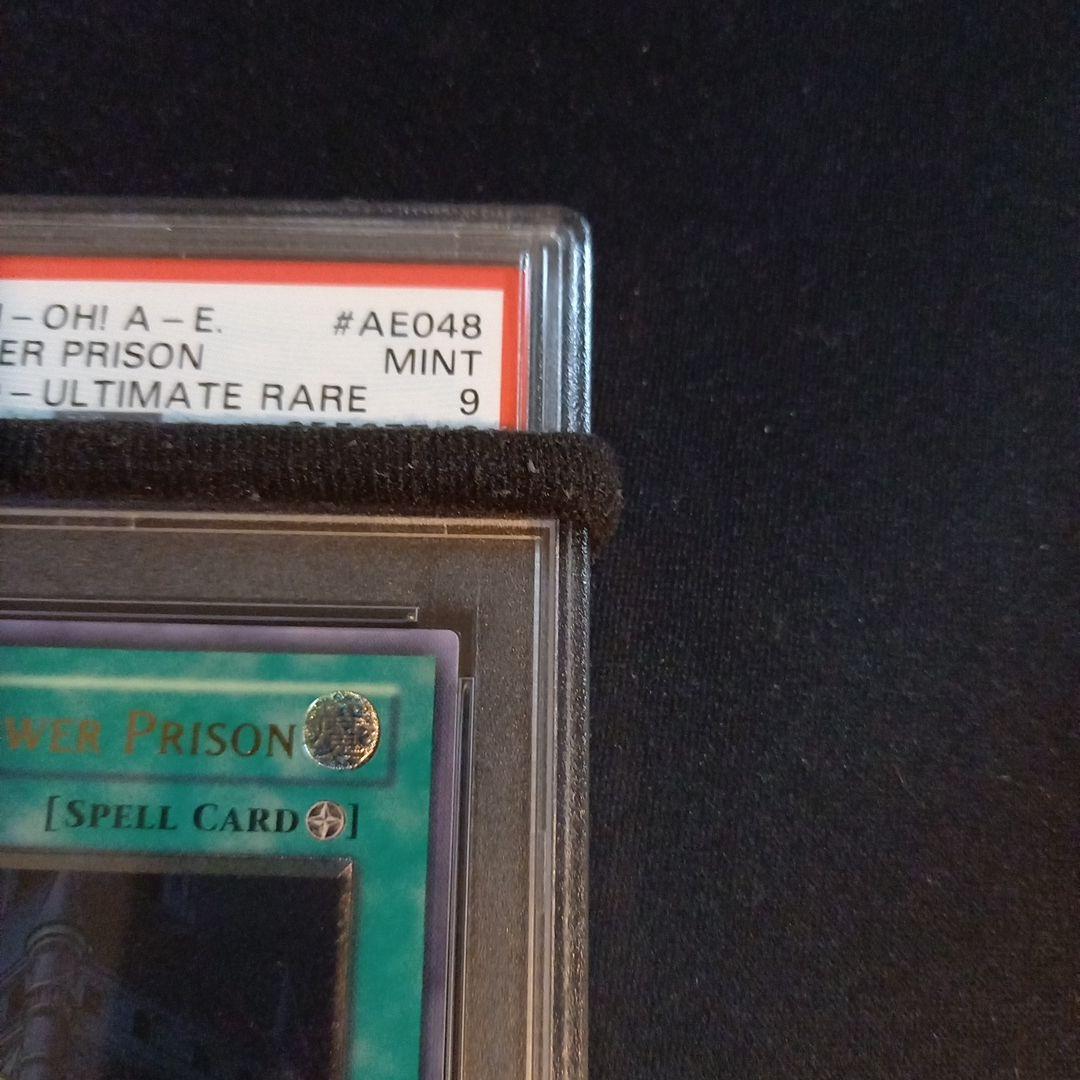 -OH! A-E. #AE048
ER PRISON MINT
-ULTIMATE RARE 9
WER PRISON
[SPELL CARD]